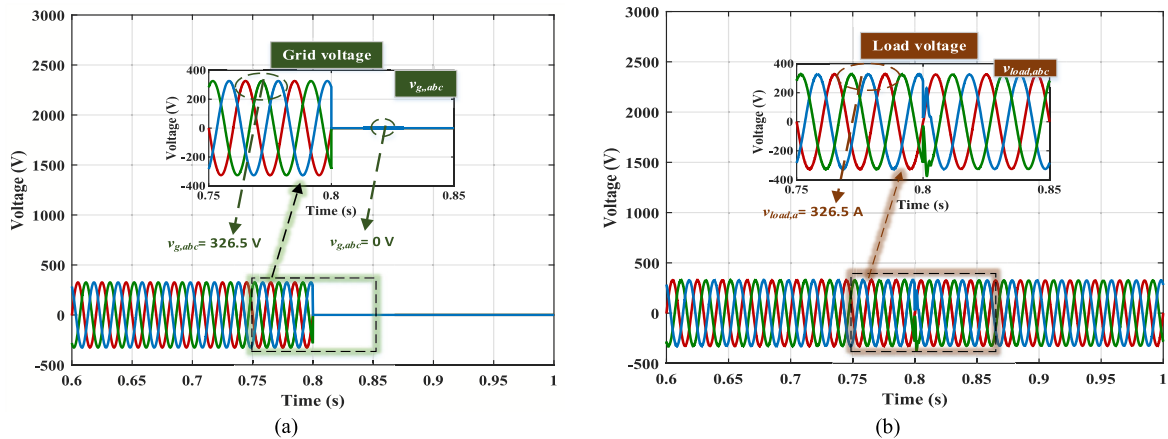 (a)
3000
2500
2000
1500
1000
500
0
-500
Voltage (V)
0.6 0.65 0.7 0.75 0.8 0.85 0.9 0.95 1
Time (s)
Grid voltage
v_g,,abc
400
200
0
-200
-400
Voltage (V)
0.75 0.8 0.85
Time (s)
v_g,abc= 326.5 V
v_g,abc= 0 V
(a)
(b)
3000
2500
2000
1500
1000
500
0
-500
Voltage (V)
0.6 0.65 0.7 0.75 0.8 0.85 0.9 0.95 1
Time (s)
Load voltage
v_load,abc
400
200
0
-200
-400
Voltage (V)
0.75 0.8 0.85
Time (s)
v_load,a= 326.5 A
(b)